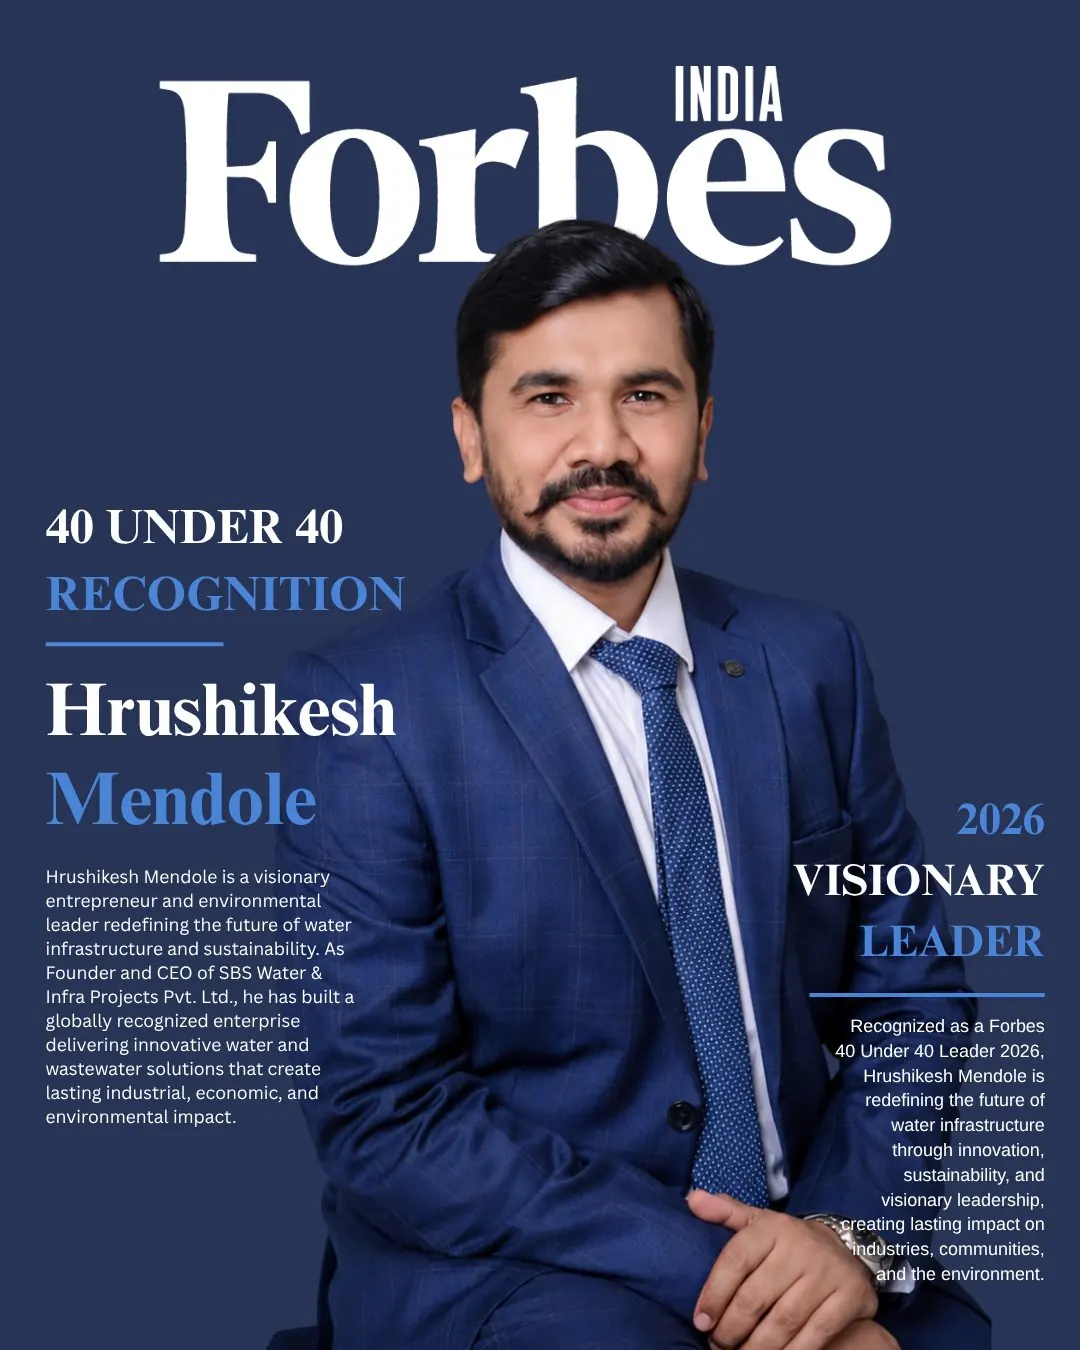 Forbes
INDIA
40 UNDER 40
RECOGNITION
Hrushikesh
Mendole
Hrushikesh Mendole is a visionary
entrepreneur and environmental
leader redefining the future of water
infrastructure and sustainability. As
Founder and CEO of SBS Water &
Infra Projects Pvt. Ltd., he has built a
globally recognized enterprise
delivering innovative water and
wastewater solutions that create
lasting industrial, economic, and
environmental impact.
2026
VISIONARY
LEADER
Recognized as a Forbes
40 Under 40 Leader 2026,
Hrushikesh Mendole is
redefining the future of
water infrastructure
through innovation,
sustainability, and
visionary leadership,
creating lasting impact on
industries, communities,
and the environment.